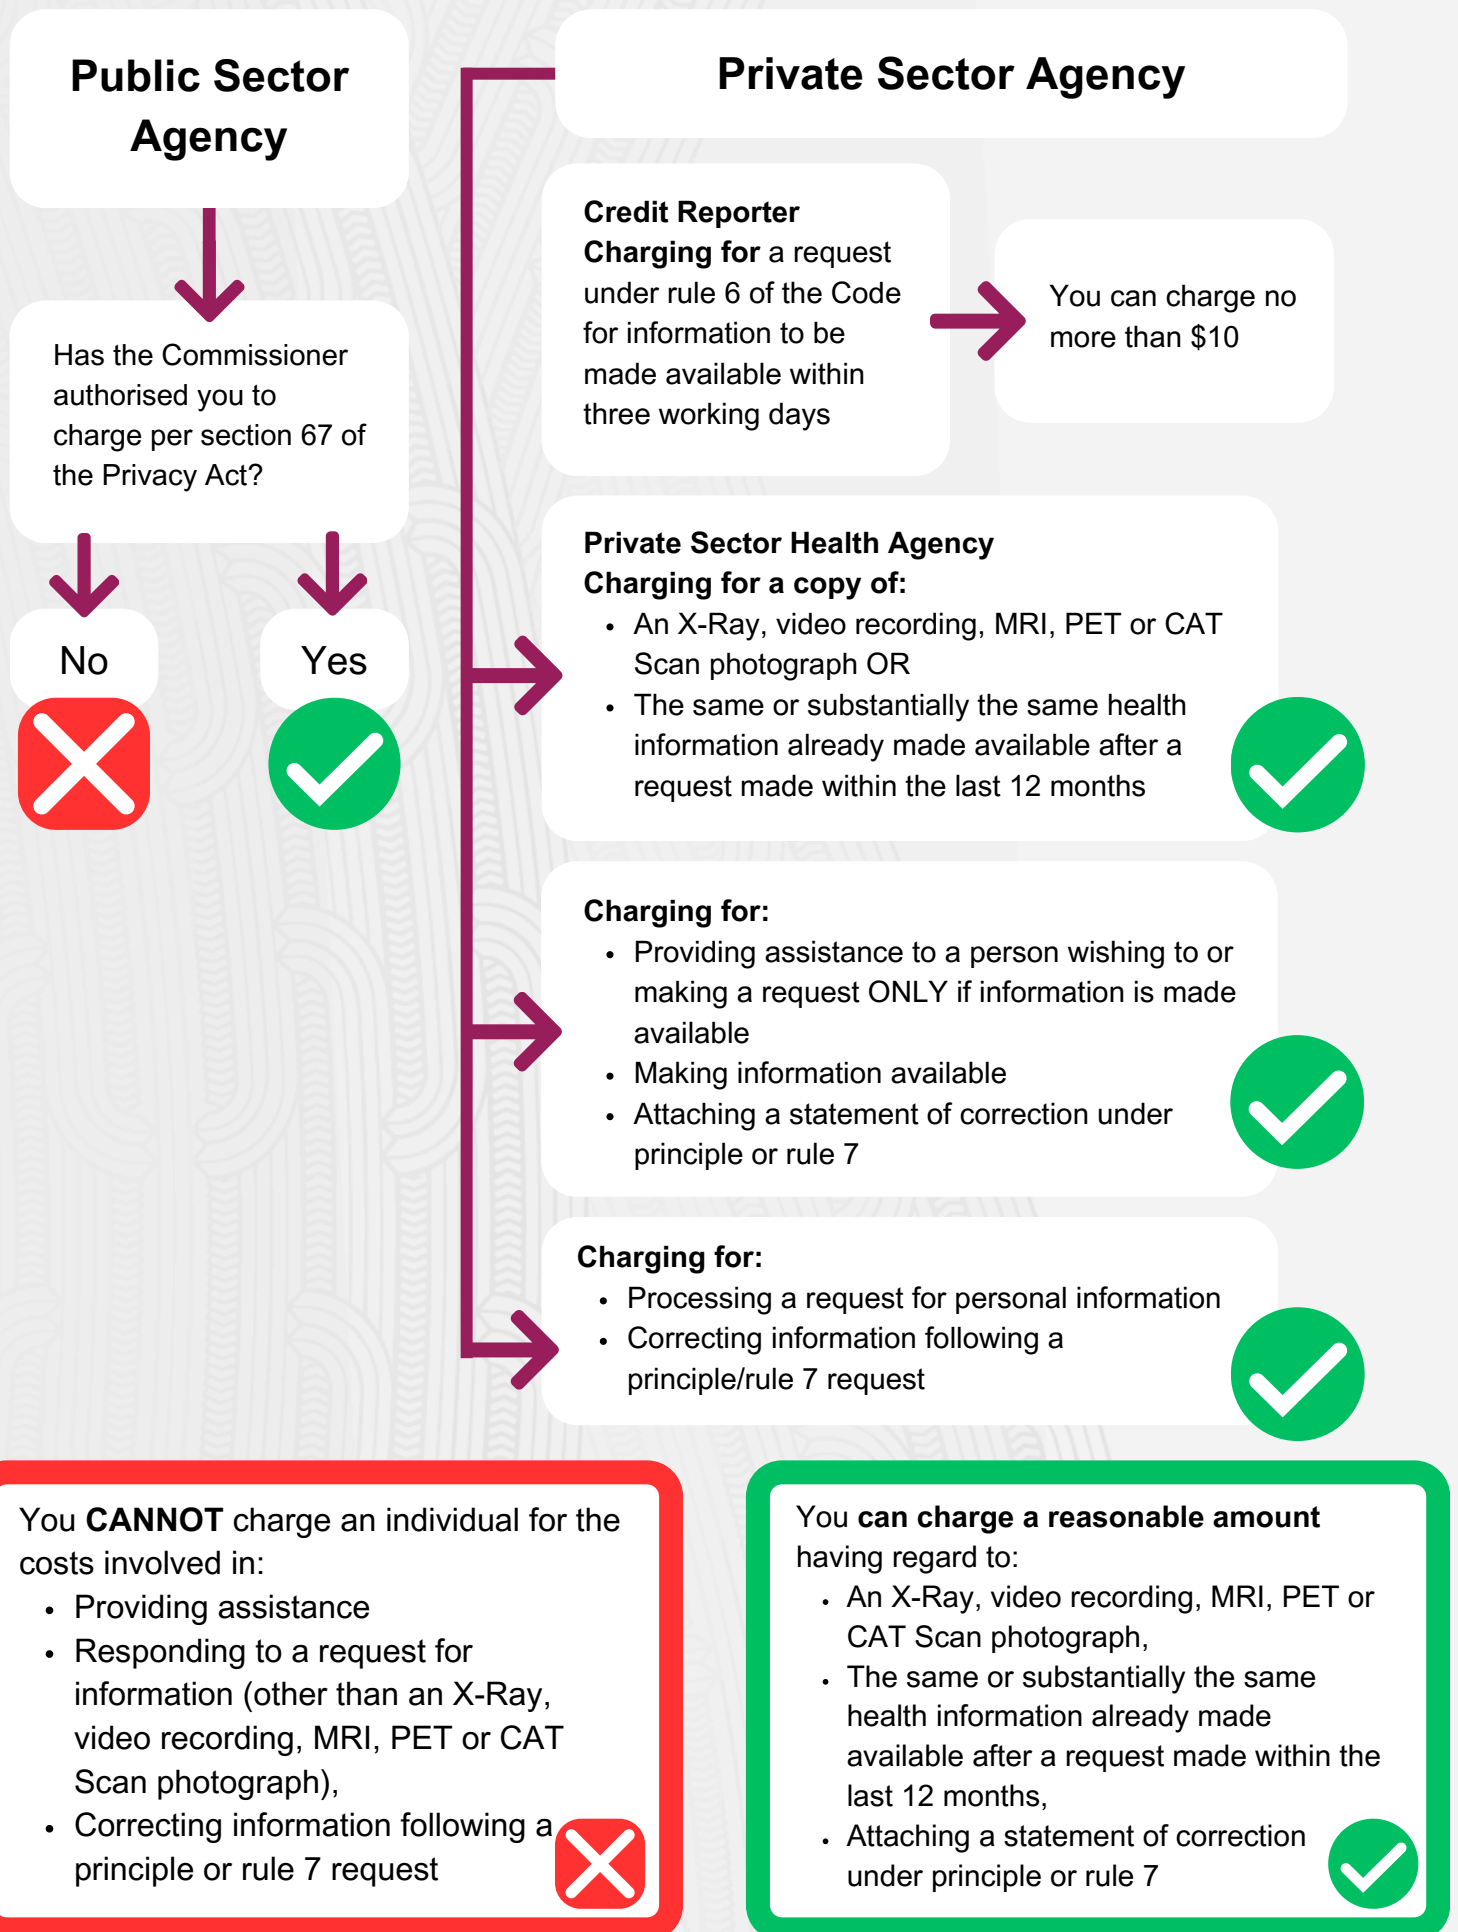 Public Sector
Agency
Has the Commissioner
authorised you to
charge per section 67 of
the Privacy Act?
No
Yes
Private Sector Agency
Credit Reporter
Charging for a request
under rule 6 of the Code
for information to be
made available within
three working days
You can charge no
more than $10
Private Sector Health Agency
Charging for a copy of:
• An X-Ray, video recording, MRI, PET or CAT
Scan photograph OR
• The same or substantially the same health
information already made available after a
request made within the last 12 months
Charging for:
• Providing assistance to a person wishing to or
making a request ONLY if information is made
available
• Making information available
• Attaching a statement of correction under
principle or rule 7
Charging for:
• Processing a request for personal information
• Correcting information following a
principle/rule 7 request
You CANNOT charge an individual for the
costs involved in:
• Providing assistance
• Responding to a request for
information (other than an X-Ray,
video recording, MRI, PET or CAT
Scan photograph),
• Correcting information following a
principle or rule 7 request
You can charge a reasonable amount
having regard to:
• An X-Ray, video recording, MRI, PET or
CAT Scan photograph,
• The same or substantially the same
health information already made
available after a request made within the
last 12 months,
• Attaching a statement of correction
under principle or rule 7